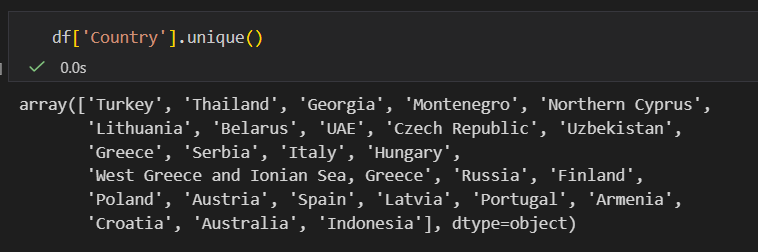 df['Country'].unique()
0.0s
array(['Turkey', 'Thailand', 'Georgia', 'Montenegro', 'Northern Cyprus',
'Lithuania', 'Belarus', 'UAE', 'Czech Republic', 'Uzbekistan',
'Greece', 'Serbia', 'Italy', 'Hungary',
'West Greece and Ionian Sea, Greece', 'Russia', 'Finland',
'Poland', 'Austria', 'Spain', 'Latvia', 'Portugal', 'Armenia',
'Croatia', 'Australia', 'Indonesia'], dtype=object)